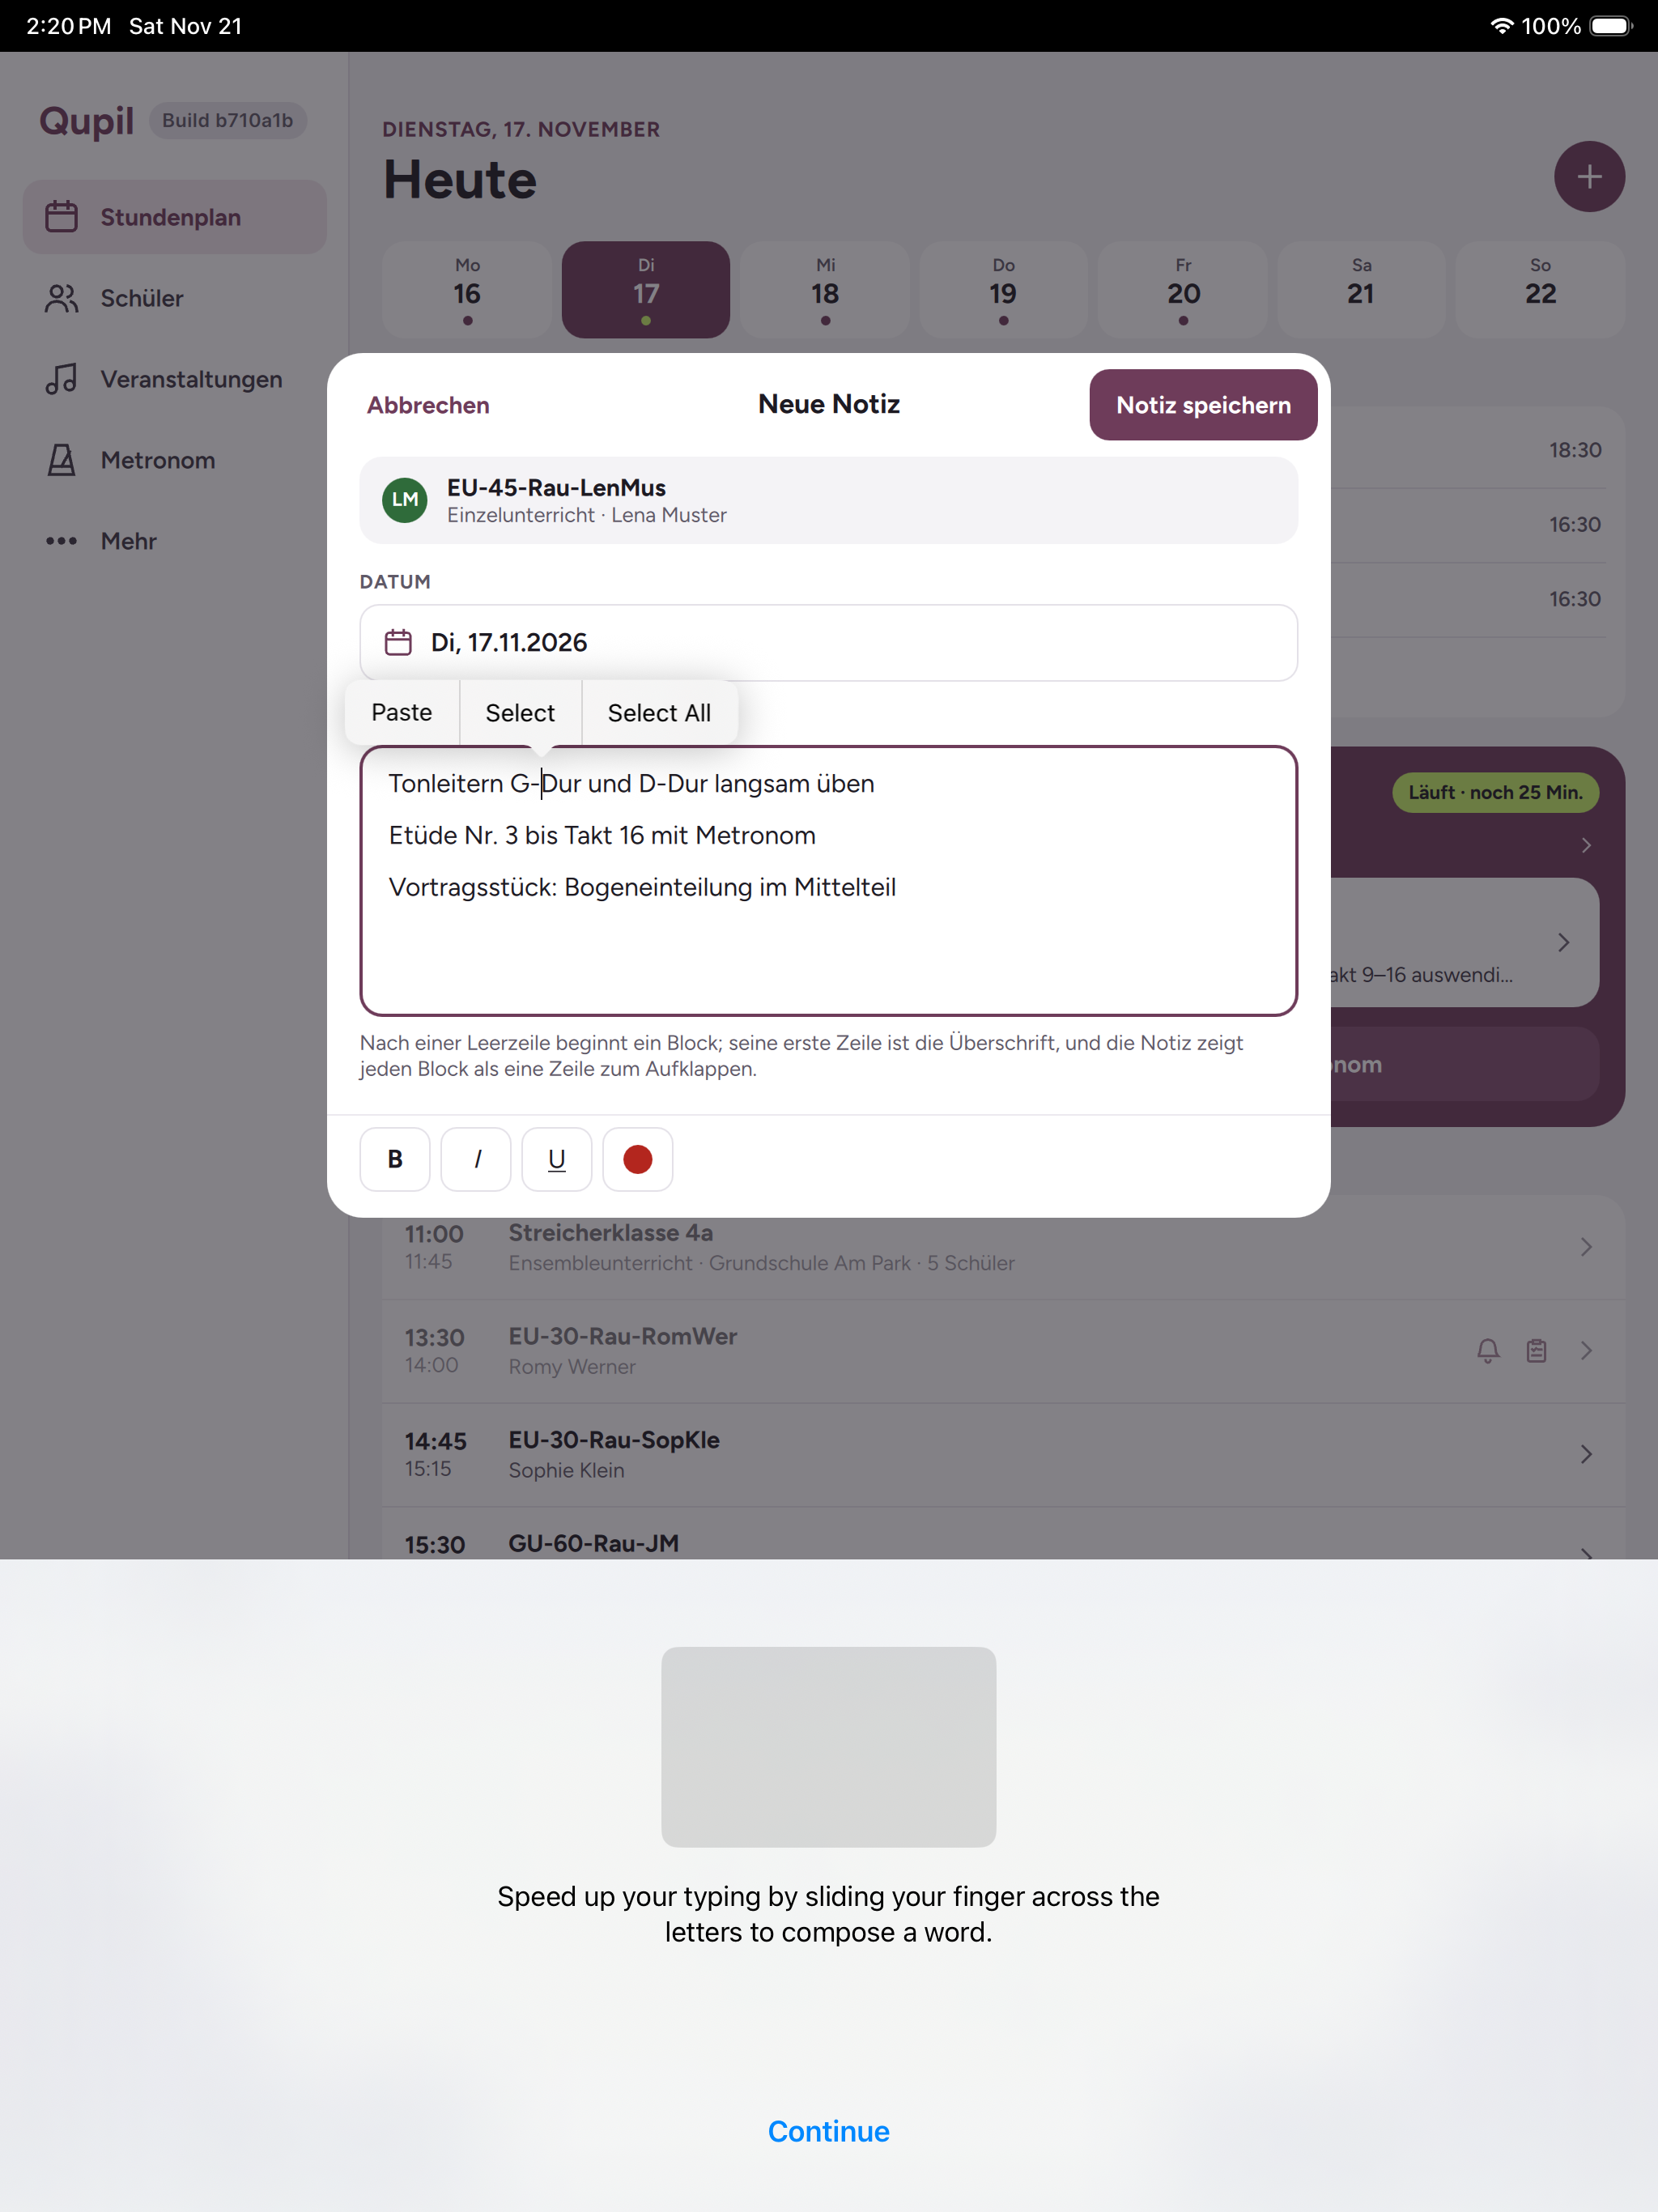 2:20 PM Sat Nov 21
100%
Qupil
Build b710a1b
Stundenplan
Schüler
Veranstaltungen
Metronom
Mehr
DIENSTAG, 17. NOVEMBER
Heute
Mo
16
Di
17
Mi
18
Do
19
Fr
20
Sa
21
So
22
18:30
16:30
16:30
Abbrechen
Neue Notiz
Notiz speichern
LM
EU-45-Rau-LenMus
Einzelunterricht · Lena Muster
DATUM
Di, 17.11.2026
Paste
Select
Select All
Tonleitern G-Dur und D-Dur langsam üben
Etüde Nr. 3 bis Takt 16 mit Metronom
Vortragsstück: Bogeneinteilung im Mittelteil
Nach einer Leerzeile beginnt ein Block; seine erste Zeile ist die Überschrift, und die Notiz zeigt
jeden Block als eine Zeile zum Aufklappen.
B
I
U
Läuft · noch 25 Min.
akt 9–16 auswendi...
nom
11:00
11:45
Streicherklasse 4a
Ensembleunterricht · Grundschule Am Park · 5 Schüler
13:30
14:00
EU-30-Rau-RomWer
Romy Werner
14:45
15:15
EU-30-Rau-SopKle
Sophie Klein
15:30
GU-60-Rau-JM
Speed up your typing by sliding your finger across the
letters to compose a word.
Continue